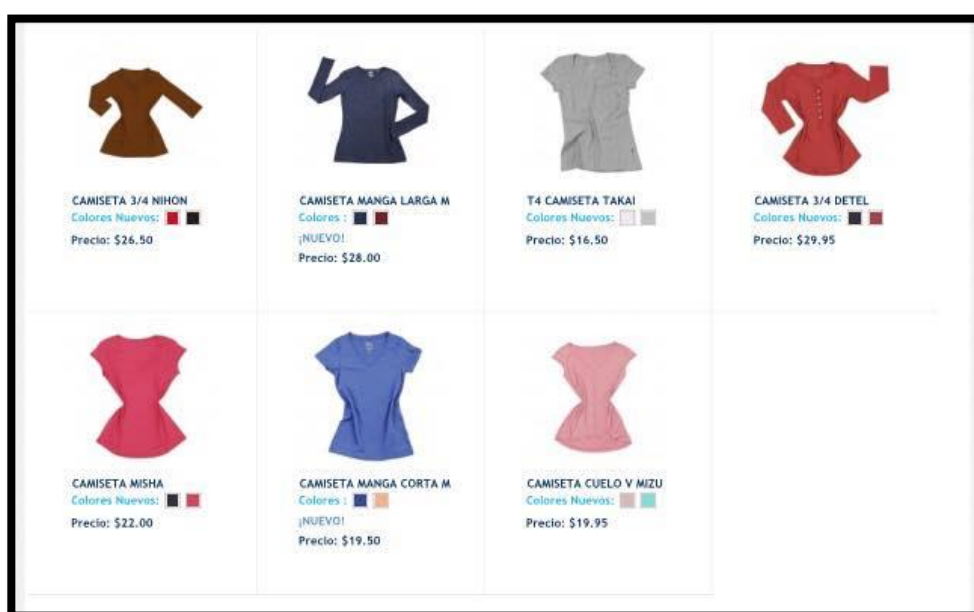 CAMISETA 3/4 NIHON
Colores Nuevos:
Precio: $26.50
CAMISETA MANGA LARGA M
Colores :
¡NUEVO!
Precio: $28.00
T4 CAMISETA TAKAI
Colores Nuevos:
Precio: $16.50
CAMISETA 3/4 DETEL
Colores Nuevos:
Precio: $29.95
CAMISETA MISHA
Colores Nuevos:
Precio: $22.00
CAMISETA MANGA CORTA M
Colores :
¡NUEVO!
Precio: $19.50
CAMISETA CUELO V MIZU
Colores Nuevos:
Precio: $19.95